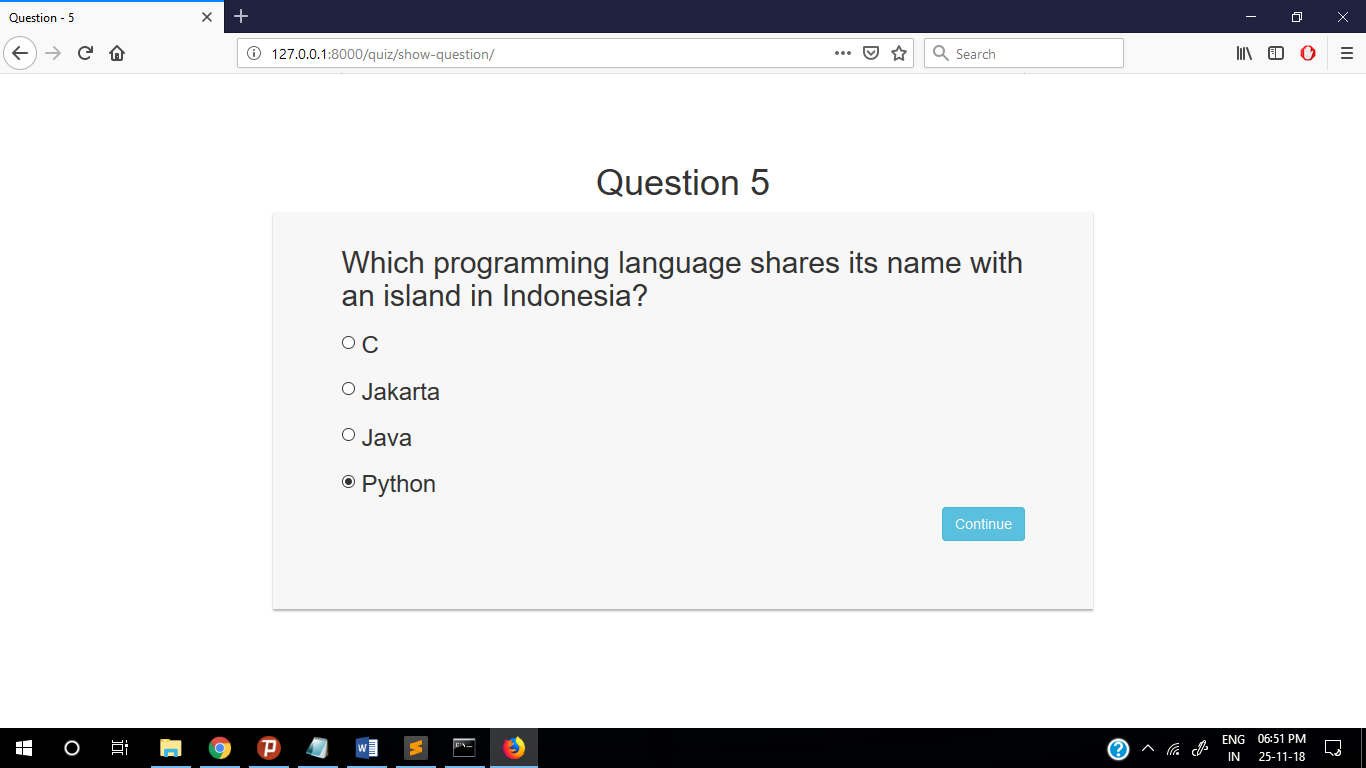 Question - 5
127.0.0.1:8000/quiz/show-question/
Search
Question 5
Which programming language shares its name with
an island in Indonesia?
C
Jakarta
Java
Python
Continue
ENG
IN
06:51 PM
25-11-18